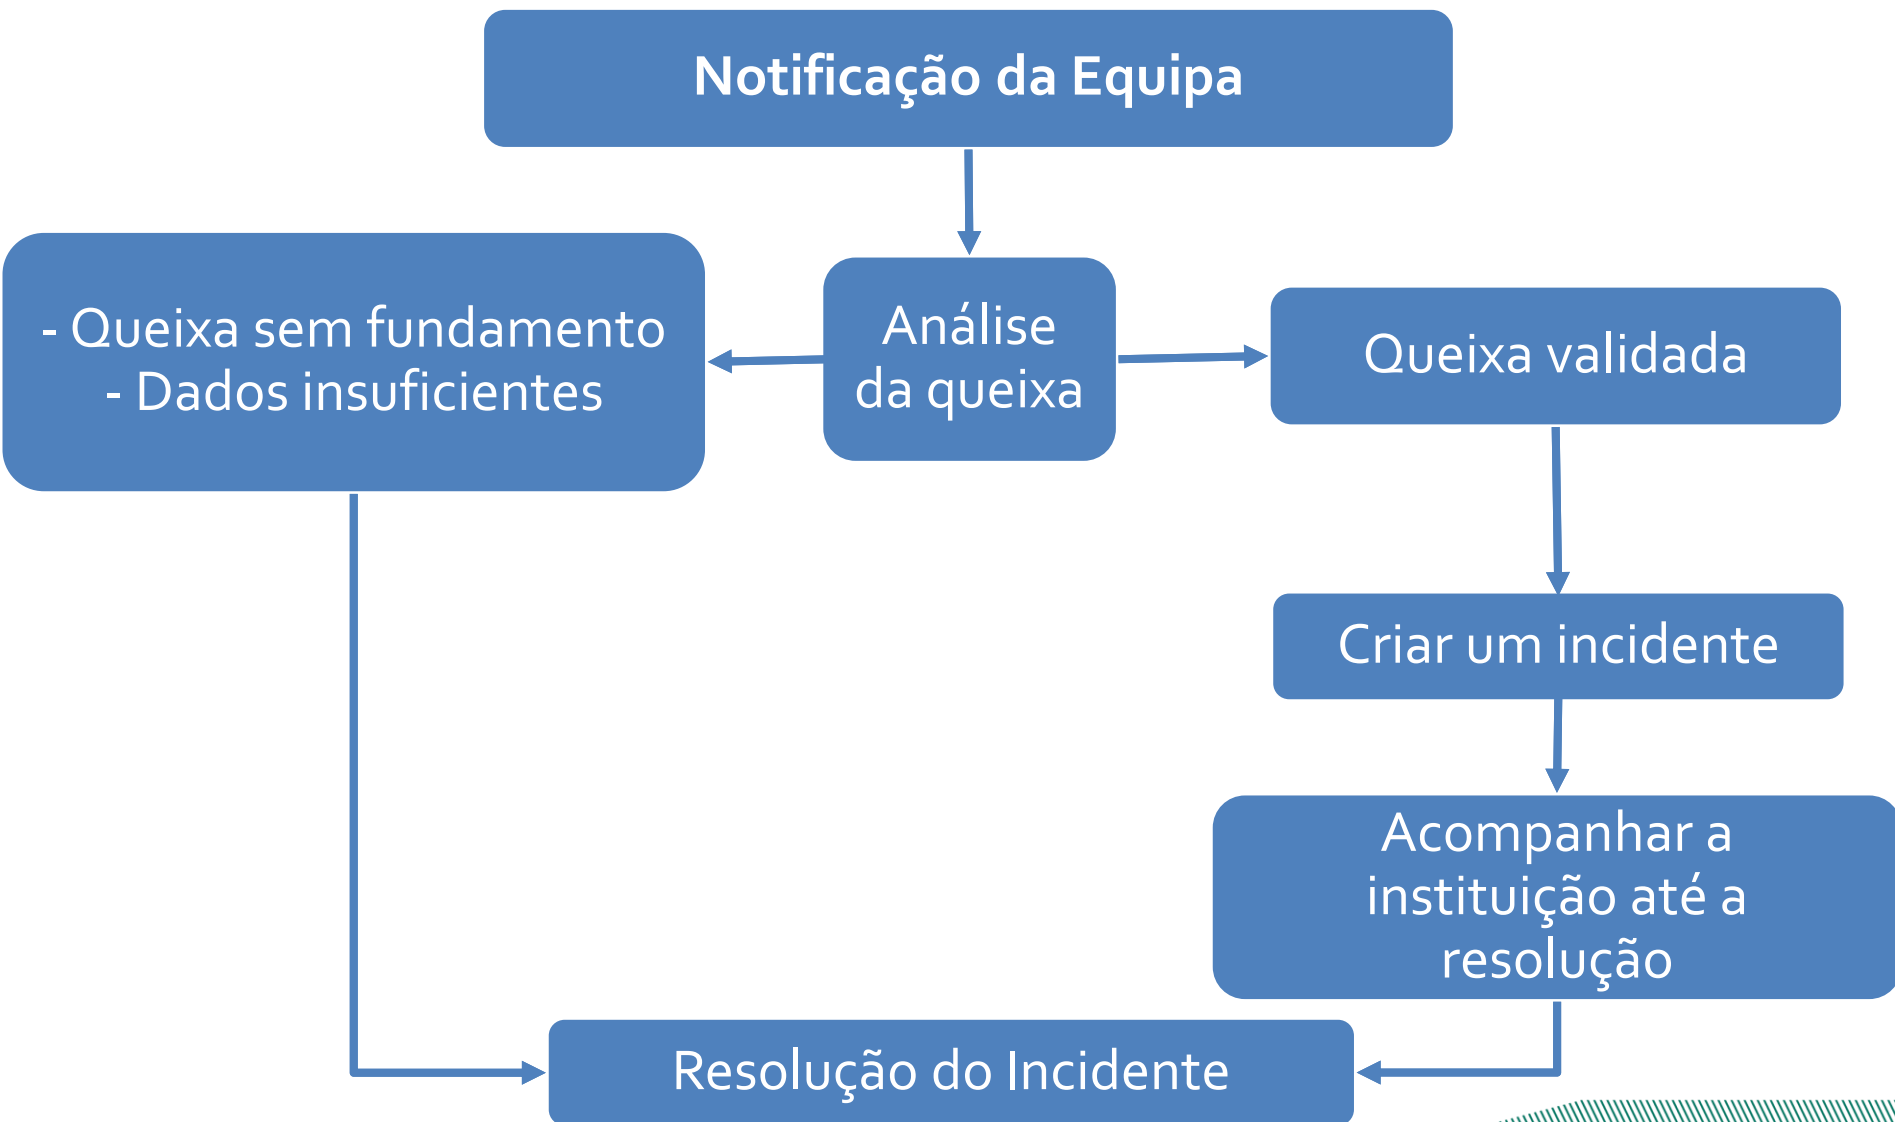 Notificação da Equipa
- Queixa sem fundamento
- Dados insuficientes
Análise
da queixa
Queixa validada
Criar um incidente
Acompanhar a
instituição até a
resolução
Resolução do Incidente